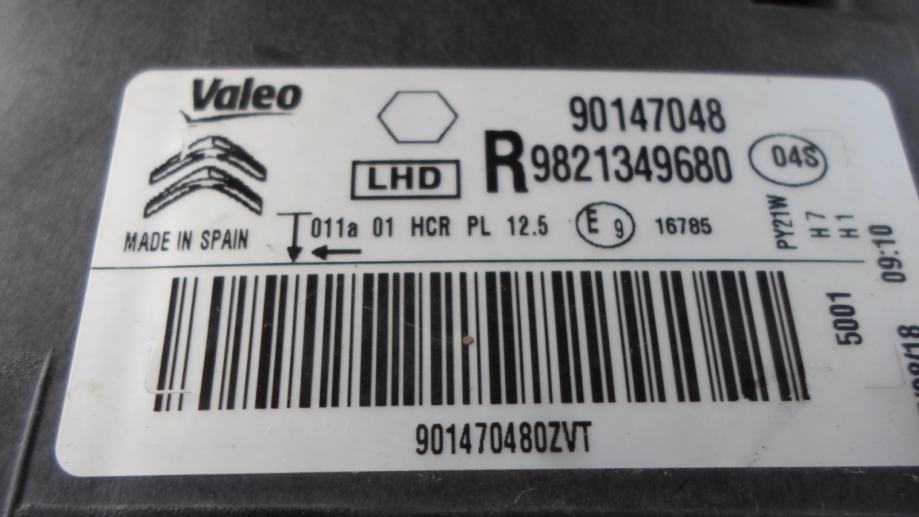 Valeo
90147048
LHD
R 9821349680
04S
MADE IN SPAIN
011a 01 HCR PL 12.5
E 9
16785
PY21W
H7
H1
5001
09:10
901470480ZVT